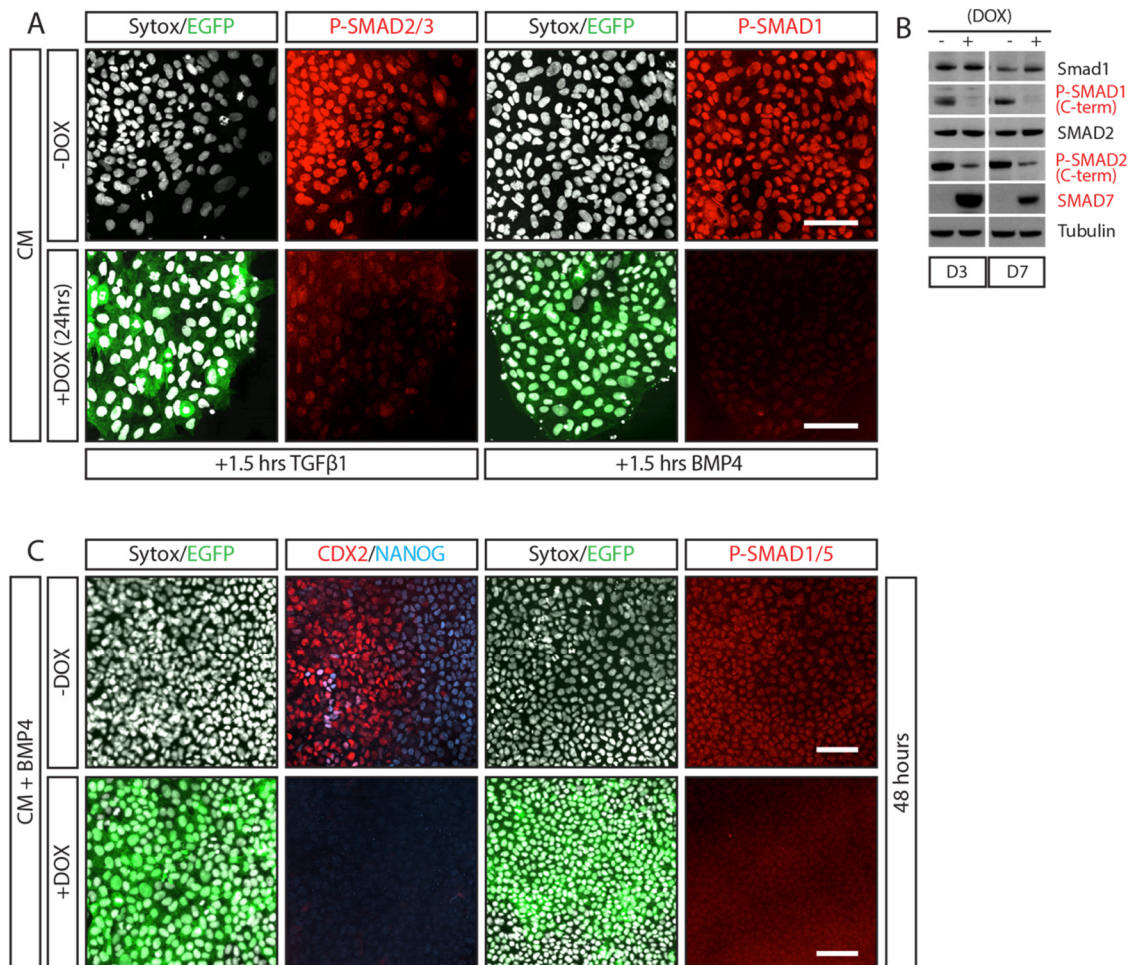 A
Sytox/EGFP
P-SMAD2/3
Sytox/EGFP
P-SMAD1
CM
-DOX
+DOX (24hrs)
+1.5 hrs TGFβ1
+1.5 hrs BMP4
B
(DOX)
- + - +
Smad1
P-SMAD1
(C-term)
SMAD2
P-SMAD2
(C-term)
SMAD7
Tubulin
D3
D7
C
Sytox/EGFP
CDX2/NANOG
Sytox/EGFP
P-SMAD1/5
CM + BMP4
-DOX
+DOX
48 hours